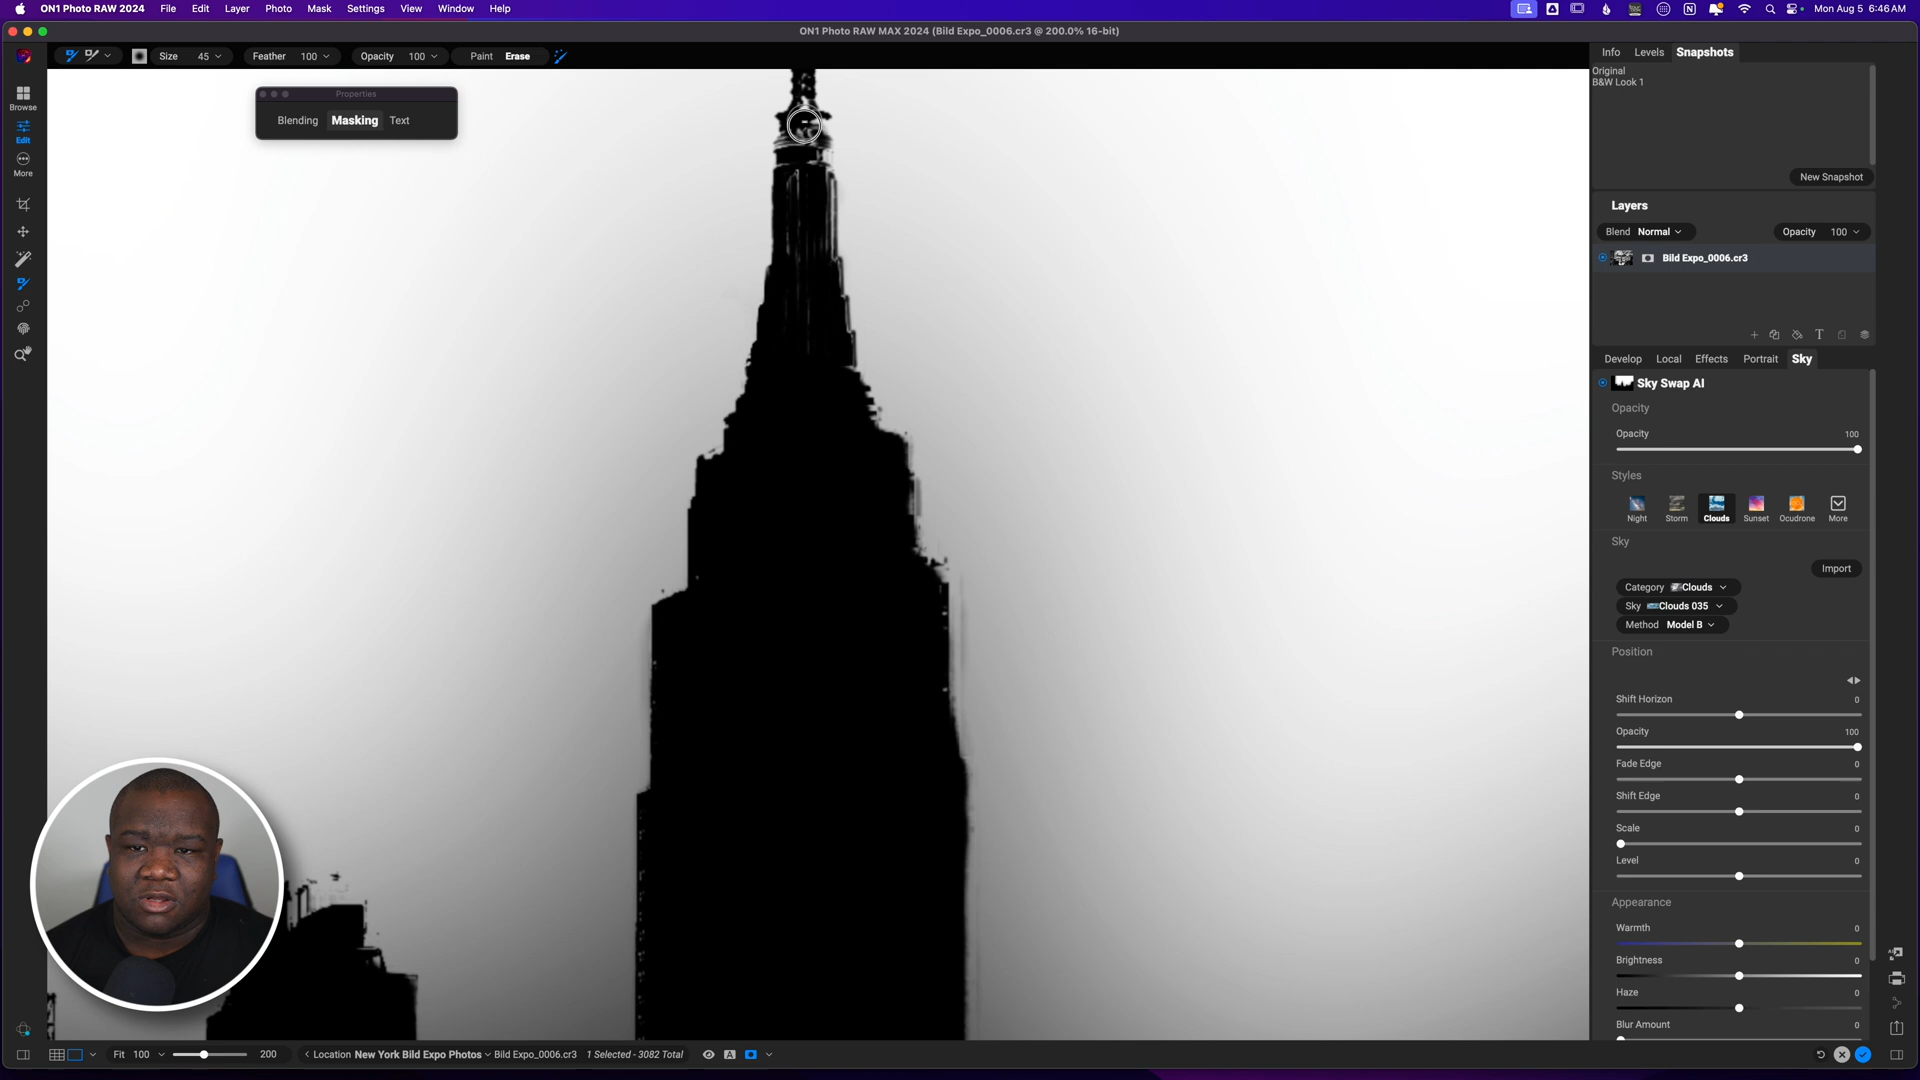 ON1 Photo RAW 2024 File Edit Layer Photo Mask Settings View Window Help
Mon Aug 5 6:46 AM
ON1 Photo RAW MAX 2024 (Bild Expo_0006.cr3 @ 200.0% 16-bit)
Size 45 Feather 100 Opacity 100 Paint Erase
Properties
Blending Masking Text
Browse
Edit
More
Info Levels Snapshots
Original
B&W Look 1
New Snapshot
Layers
Blend Normal Opacity 100
Bild Expo_0006.cr3
T
Develop Local Effects Portrait Sky
Sky Swap AI
Opacity
Opacity 100
Styles
Night Storm Clouds Sunset Ocudrone More
Sky
Import
Category Clouds
Sky Clouds 035
Method Model B
Position
Shift Horizon 0
Opacity 100
Fade Edge 0
Shift Edge 0
Scale 0
Level 0
Appearance
Warmth 0
Brightness 0
Haze 0
Blur Amount 0
Fit 100 200 Location New York Bild Expo Photos Bild Expo_0006.cr3 1 Selected - 3082 Total A